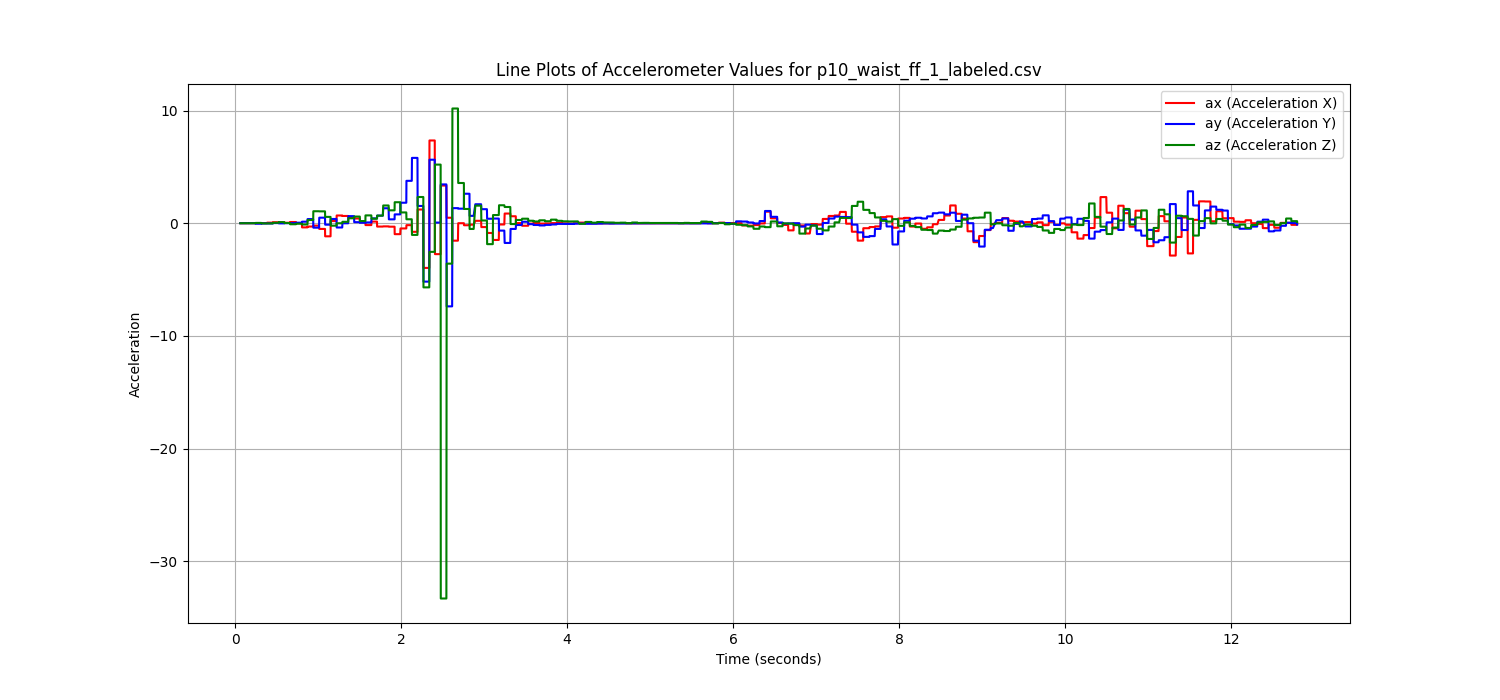 Line Plots of Accelerometer Values for p10_waist_ff_1_labeled.csv
ax (Acceleration X)
ay (Acceleration Y)
az (Acceleration Z)
Acceleration
10
0
−10
−20
−30
0 2 4 6 8 10 12
Time (seconds)